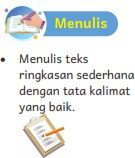 Menulis
• Menulis teks
ringkasan sederhana
dengan tata kalimat
yang baik.